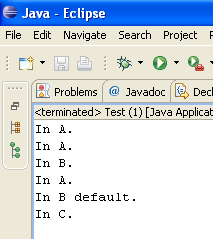 Java - Eclipse
File Edit Navigate Search Project
Problems @ Javadoc Decl
<terminated> Test (1) [Java Applicat
In A.
In A.
In B.
In A.
In B default.
In C.